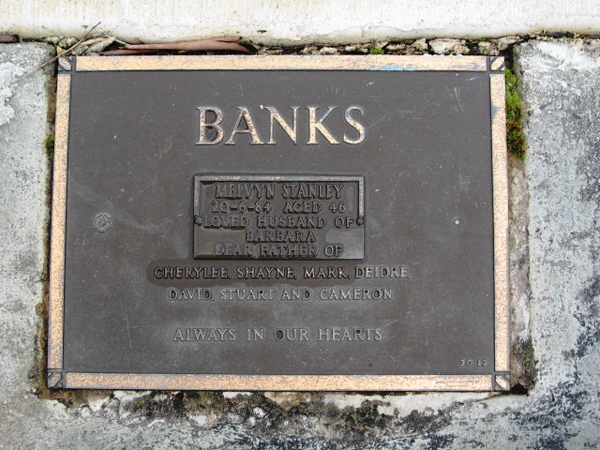 BANKS
MELVYN STANLEY
20-6-64 AGED 46
LOVED HUSBAND OF
BARBARA
DEAR FATHER OF
CHERYLEE, SHAYNE, MARK, DEIDRE,
DAVID, STUART AND CAMERON
ALWAYS IN OUR HEARTS